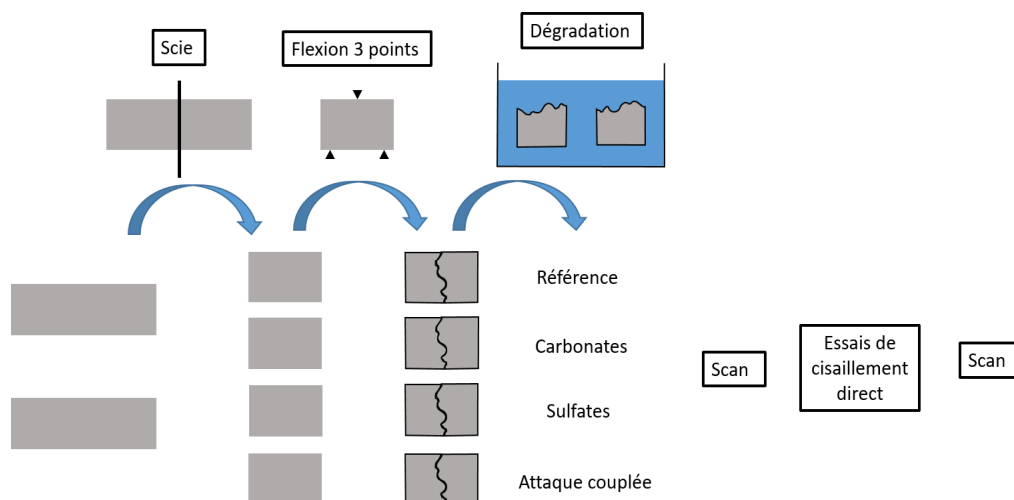 Scie
Flexion 3 points
Dégradation
Référence
Carbonates
Sulfates
Attaque couplée
Scan
Essais de
cisaillement
direct
Scan